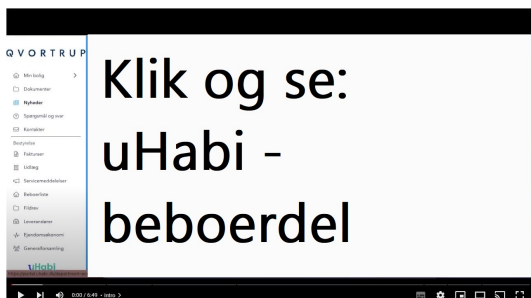 QVORTRUP
Min bolig
Dokumenter
Nyheder
Spørgsmål og svar
Kontakter
Bestyrelse
Fakturaer
Udlæg
Servicemeddelelser
Beboerliste
Fildrev
Leverandører
Ejendomsøkonomi
Generalforsamling
uHabi
Klik og se:
uHabi -
beboerdel
0:00 / 6:49 • Intro >